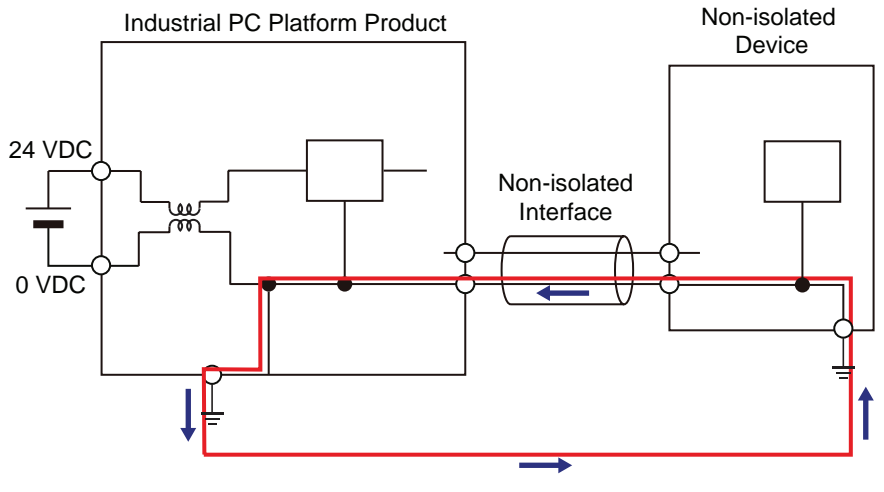 Industrial PC Platform Product
Non-isolated
Device
24 VDC
Non-isolated
Interface
0 VDC